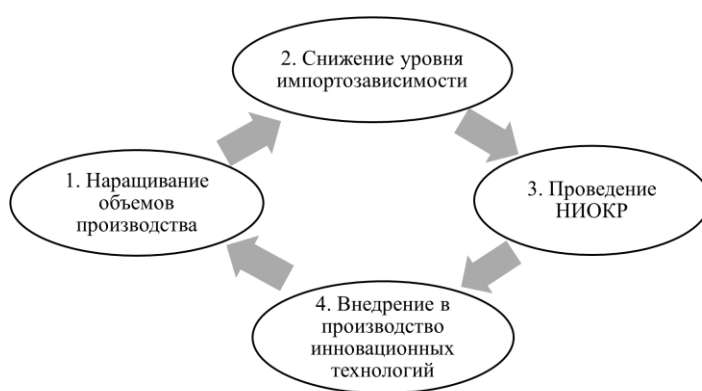 2. Снижение уровня
импортозависимости
1. Наращивание
объемов
производства
3. Проведение
НИОКР
4. Внедрение в
производство
инновационных
технологий